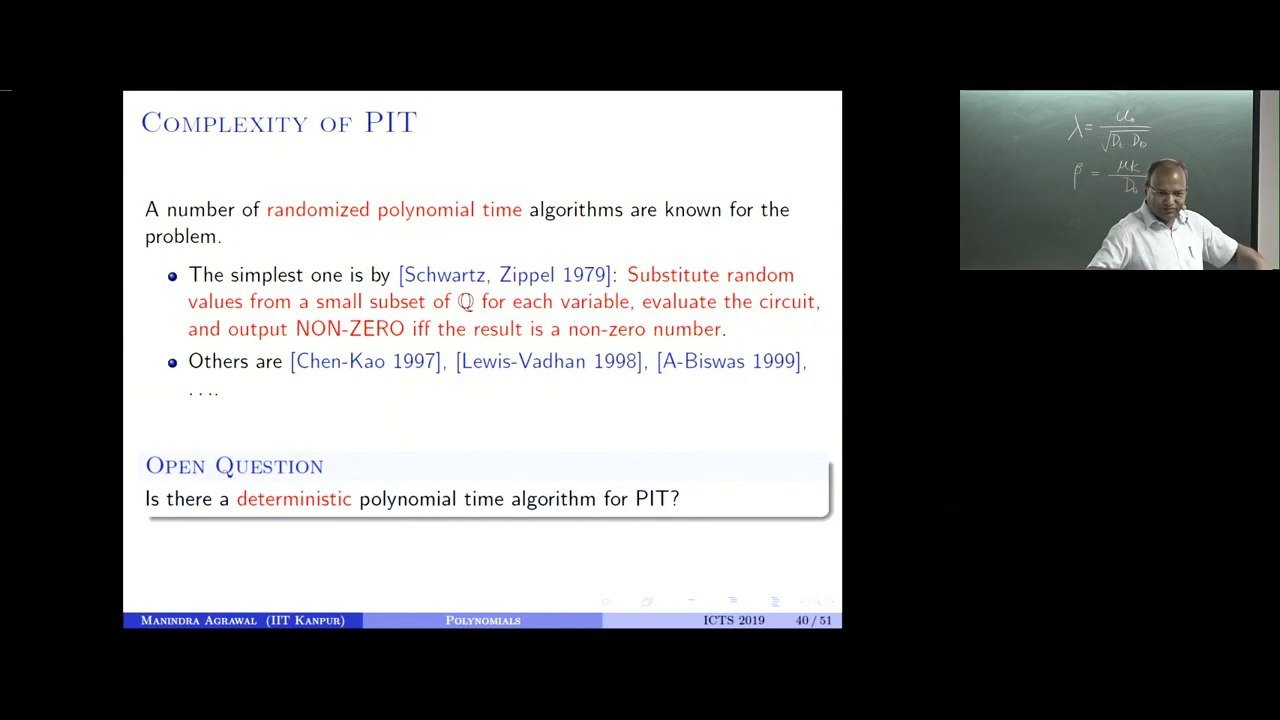 COMPLEXITY OF PIT
A number of randomized polynomial time algorithms are known for the
problem.
The simplest one is by [Schwartz, Zippel 1979]: Substitute random
values from a small subset of ℚ for each variable, evaluate the circuit,
and output NON-ZERO iff the result is a non-zero number.
Others are [Chen-Kao 1997], [Lewis-Vadhan 1998], [A-Biswas 1999],
. . ..
OPEN QUESTION
Is there a deterministic polynomial time algorithm for PIT?
MANINDRA AGRAWAL (IIT KANPUR) POLYNOMIALS ICTS 2019 40 / 51
λ =
β =